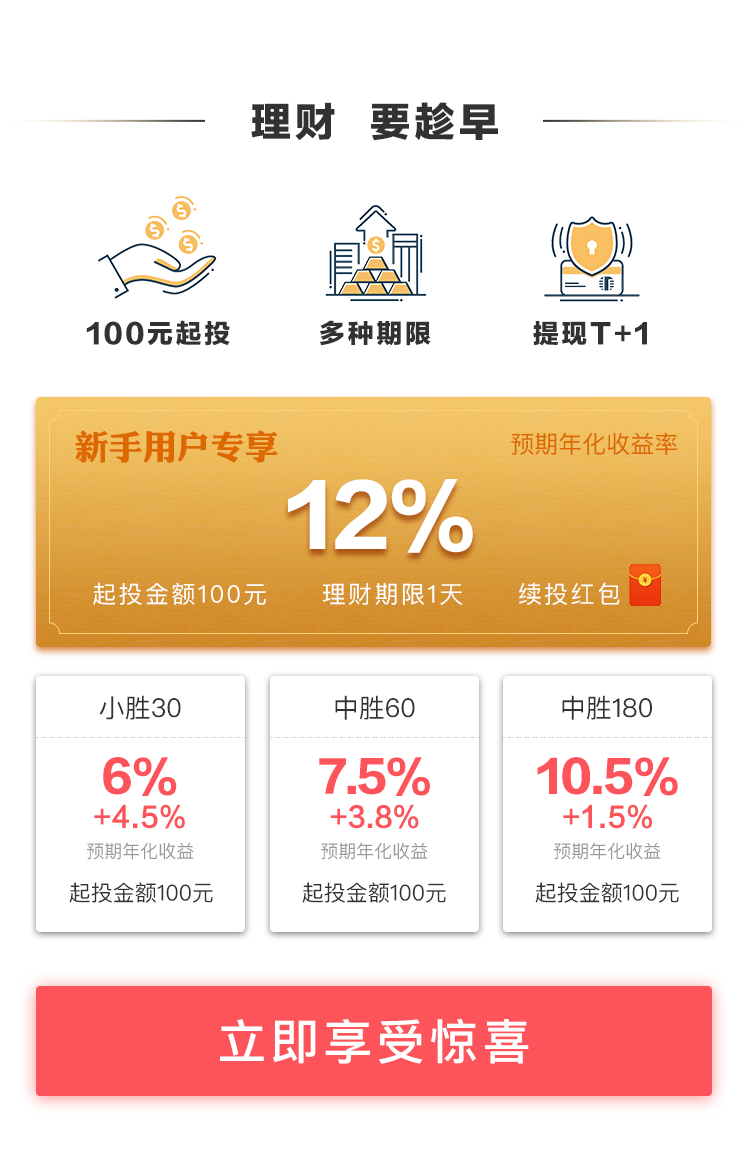 理财 要趁早
100元起投 多种期限 提现T+1
新手用户专享 预期年化收益率
12%
起投金额100元 理财期限1天 续投红包
小胜30 中胜60 中胜180
6% 7.5% 10.5%
+4.5% +3.8% +1.5%
预期年化收益 预期年化收益 预期年化收益
起投金额100元 起投金额100元 起投金额100元
立即享受惊喜